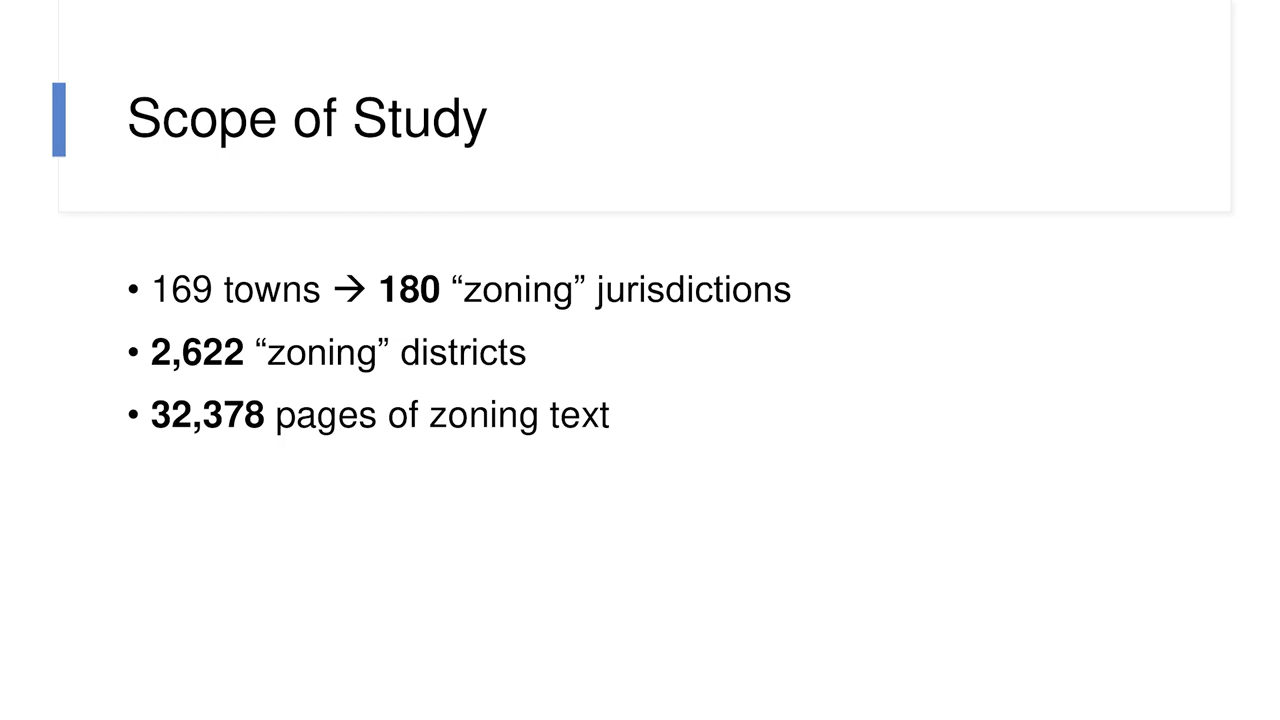 Scope of Study
• 169 towns → 180 “zoning” jurisdictions
• 2,622 “zoning” districts
• 32,378 pages of zoning text